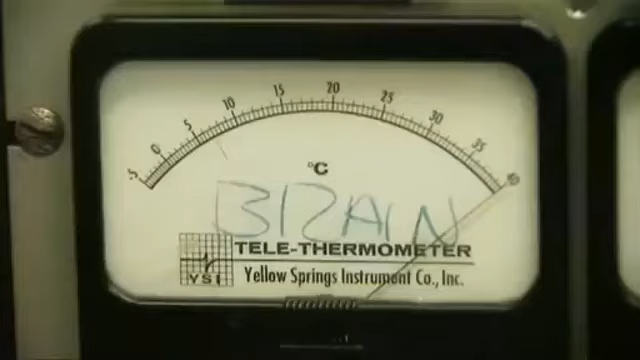 -5 0 5 10 15 20 25 30 35 40
°C
BRAIN
TELE-THERMOMETER
YSI Yellow Springs Instrument Co., Inc.